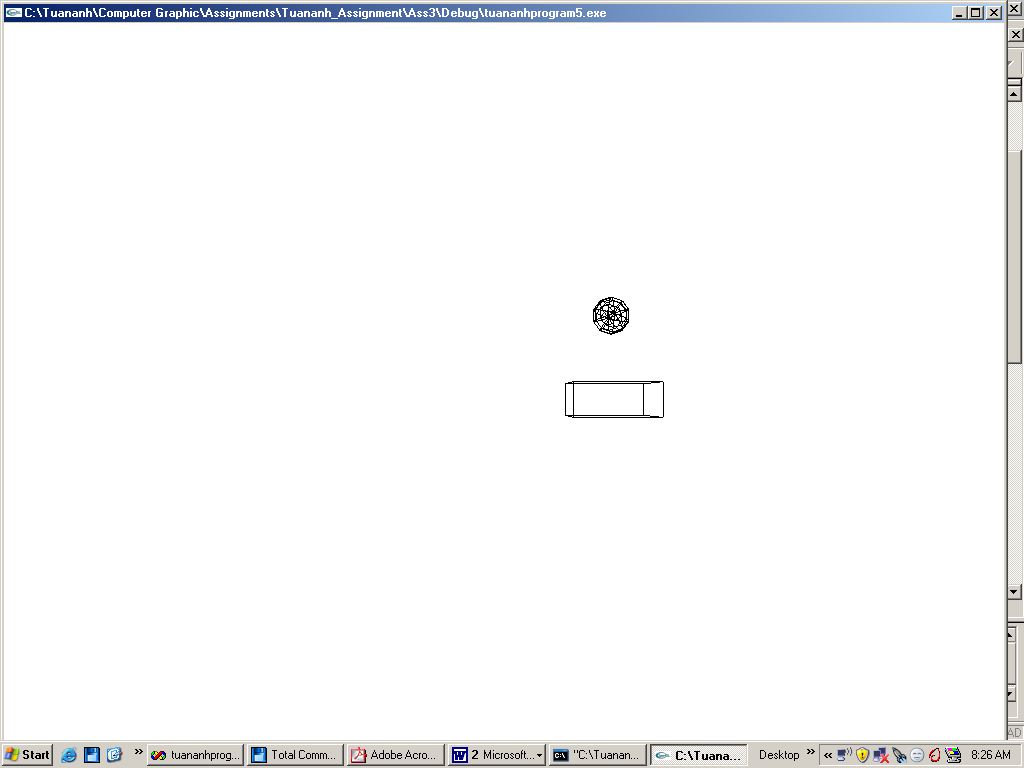 C:\Tuananh\Computer Graphic\Assignments\Tuananh_Assignment\Ass3\Debug\tuananhprogram5.exe
AD
Start » tuananhprog... Total Comm... Adobe Acro... 2 Microsoft... "C:\Tuanan... C:\Tuana... Desktop » « 8:26 AM